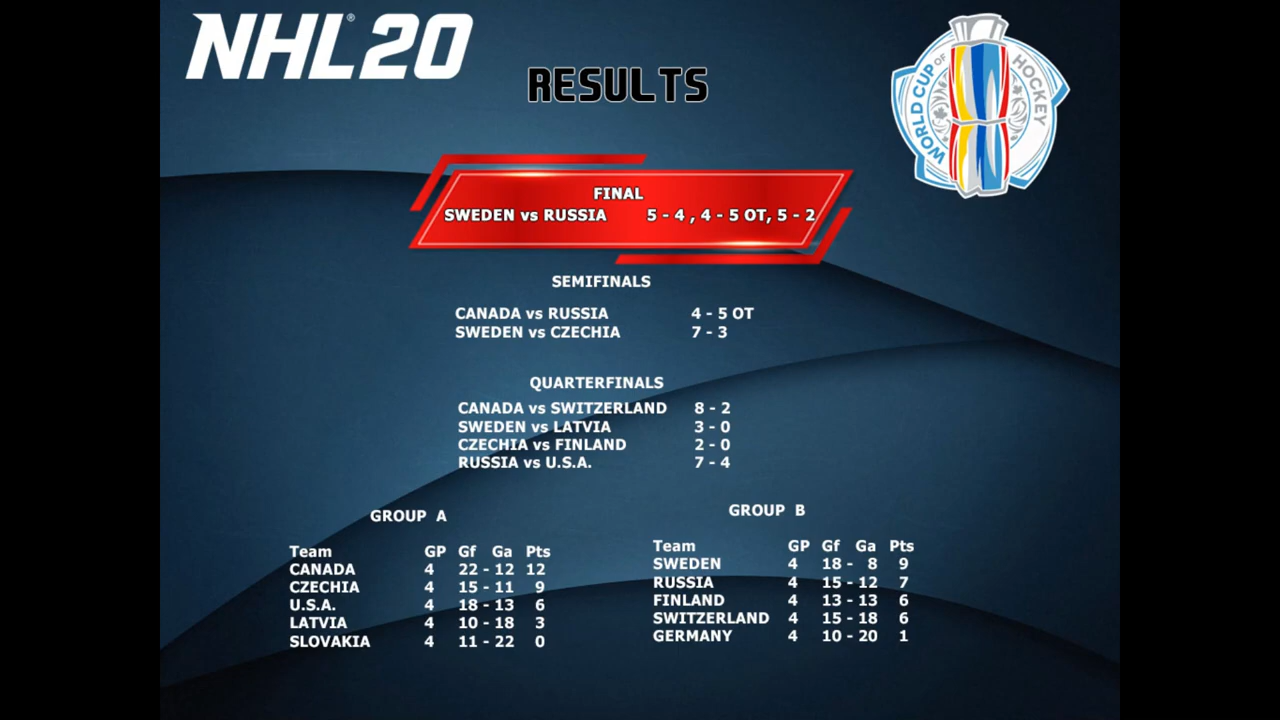 NHL®20
RESULTS
WORLD CUP OF HOCKEY
FINAL
SWEDEN vs RUSSIA 5 - 4 , 4 - 5 OT, 5 - 2
SEMIFINALS
CANADA vs RUSSIA 4 - 5 OT
SWEDEN vs CZECHIA 7 - 3
QUARTERFINALS
CANADA vs SWITZERLAND 8 - 2
SWEDEN vs LATVIA 3 - 0
CZECHIA vs FINLAND 2 - 0
RUSSIA vs U.S.A. 7 - 4
GROUP A
Team GP Gf Ga Pts
CANADA 4 22 - 12 12
CZECHIA 4 15 - 11 9
U.S.A. 4 18 - 13 6
LATVIA 4 10 - 18 3
SLOVAKIA 4 11 - 22 0
GROUP B
Team GP Gf Ga Pts
SWEDEN 4 18 - 8 9
RUSSIA 4 15 - 12 7
FINLAND 4 13 - 13 6
SWITZERLAND 4 15 - 18 6
GERMANY 4 10 - 20 1